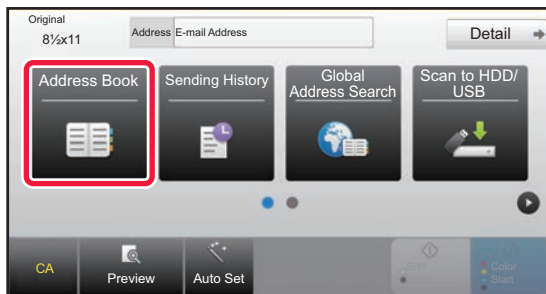 Original
8½x11
Address E-mail Address
Detail
Address Book
Sending History
Global
Address Search
Scan to HDD/
USB
CA
Preview
Auto Set
Color
Start